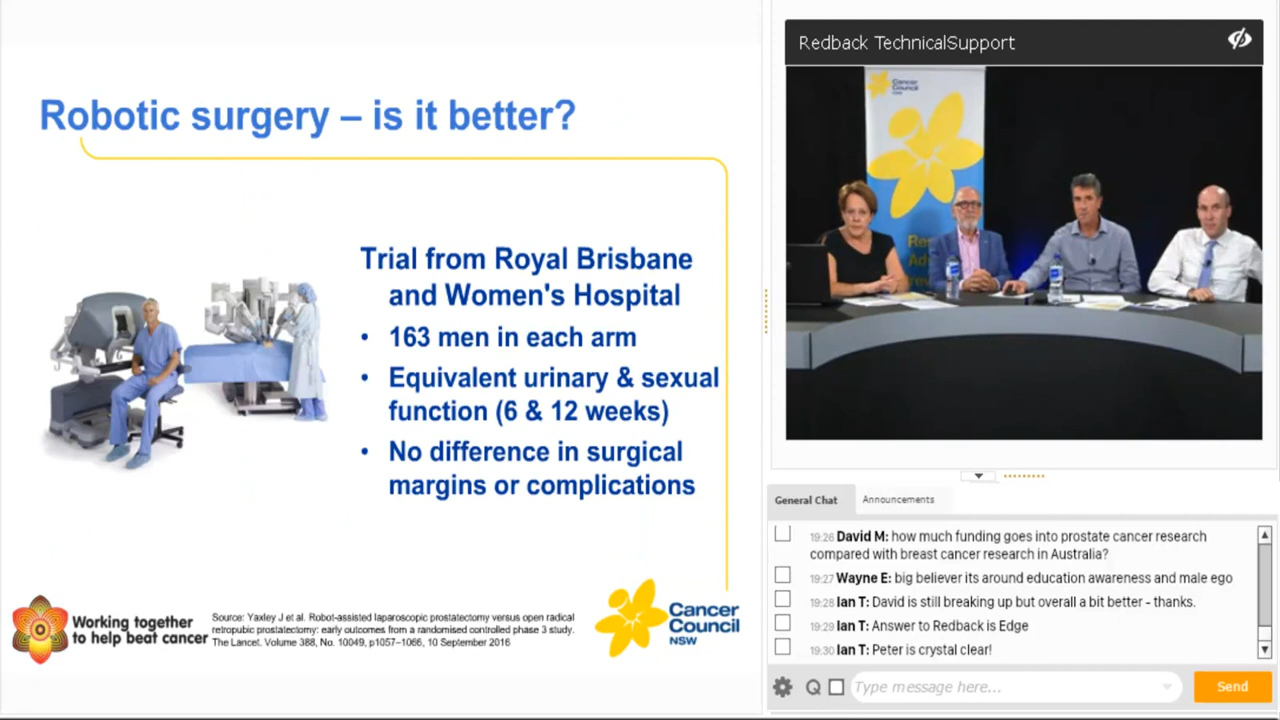 Robotic surgery – is it better?
Trial from Royal Brisbane
and Women's Hospital
• 163 men in each arm
• Equivalent urinary & sexual
function (6 & 12 weeks)
• No difference in surgical
margins or complications
Working together
to help beat cancer
Source: Yaxley J et al. Robot-assisted laparoscopic prostatectomy versus open radical
retropubic prostatectomy: early outcomes from a randomised controlled phase 3 study.
The Lancet. Volume 388, No. 10049, p1057–1066, 10 September 2016
Cancer
Council
NSW
Redback TechnicalSupport
Cancer
Council
General Chat
Announcements
19:26 David M: how much funding goes into prostate cancer research
compared with breast cancer research in Australia?
19:27 Wayne E: big believer its around education awareness and male ego
19:28 Ian T: David is still breaking up but overall a bit better - thanks.
19:29 Ian T: Answer to Redback is Edge
19:30 Ian T: Peter is crystal clear!
Q
Type message here...
Send